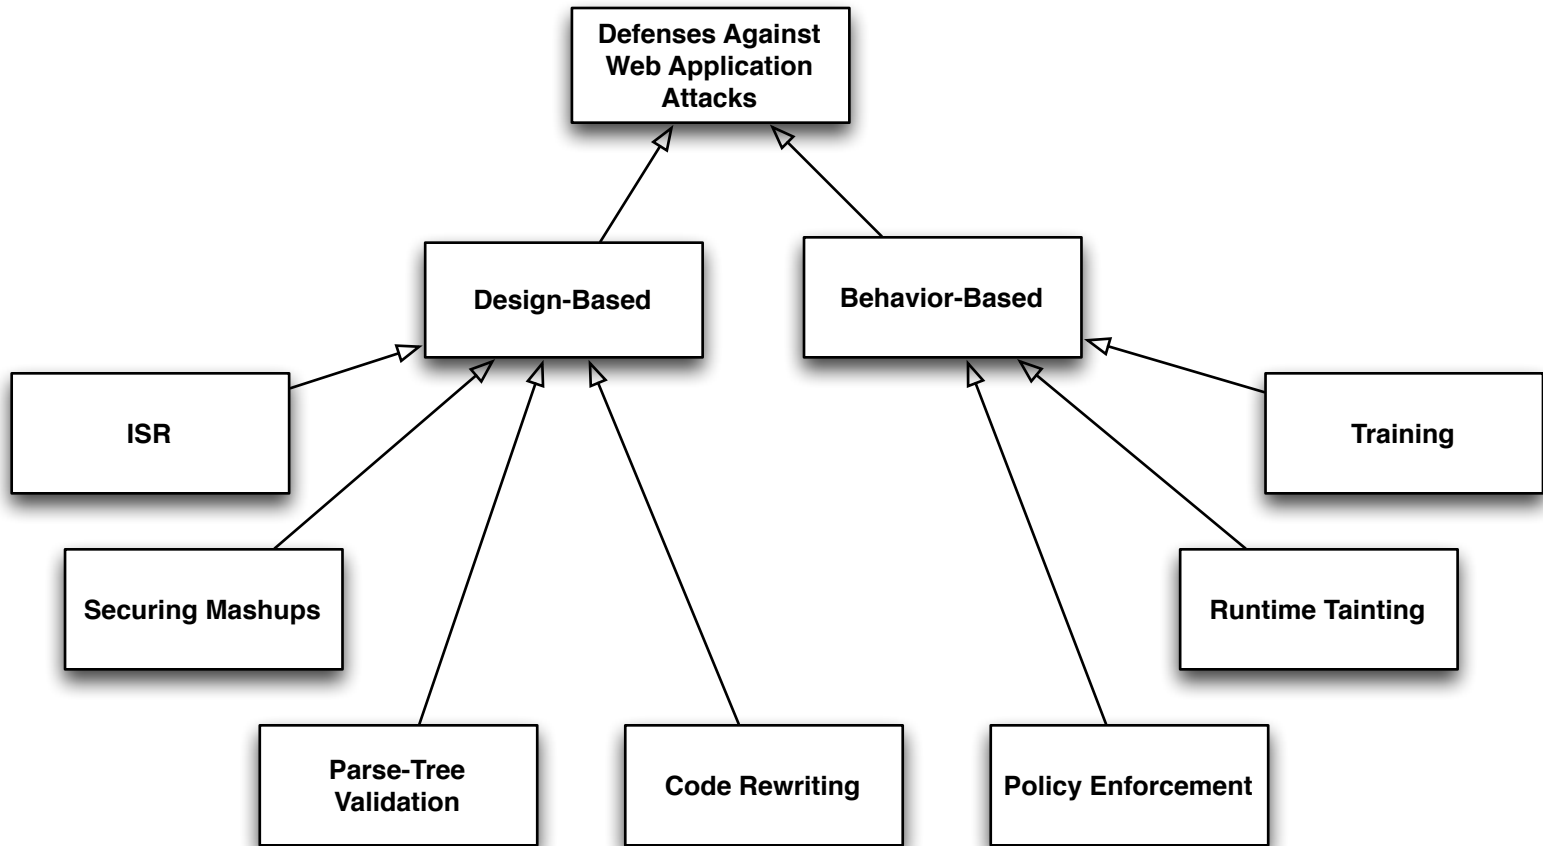 Defenses Against
Web Application
Attacks
Design-Based
Behavior-Based
ISR
Training
Securing Mashups
Runtime Tainting
Parse-Tree
Validation
Code Rewriting
Policy Enforcement